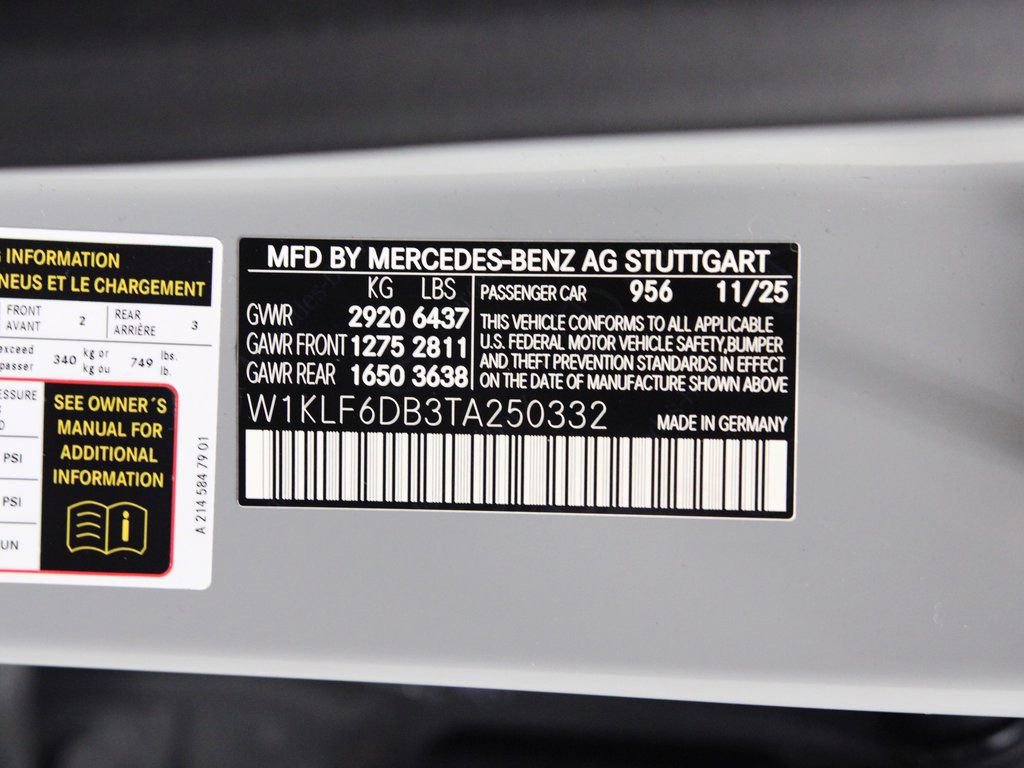 G INFORMATION
NEUS ET LE CHARGEMENT
FRONT
AVANT
2
REAR
ARRIÈRE
3
exceed
passer
340
kg or
kg ou
749
lbs.
lb.
SEE OWNER´S
MANUAL FOR
ADDITIONAL
INFORMATION
PSI
PSI
A 214 584 79 01
MFD BY MERCEDES-BENZ AG STUTTGART
KG LBS
GVWR 2920 6437
GAWR FRONT 1275 2811
GAWR REAR 1650 3638
PASSENGER CAR 956 11/25
THIS VEHICLE CONFORMS TO ALL APPLICABLE
U.S. FEDERAL MOTOR VEHICLE SAFETY,BUMPER
AND THEFT PREVENTION STANDARDS IN EFFECT
ON THE DATE OF MANUFACTURE SHOWN ABOVE
W1KLF6DB3TA250332
MADE IN GERMANY